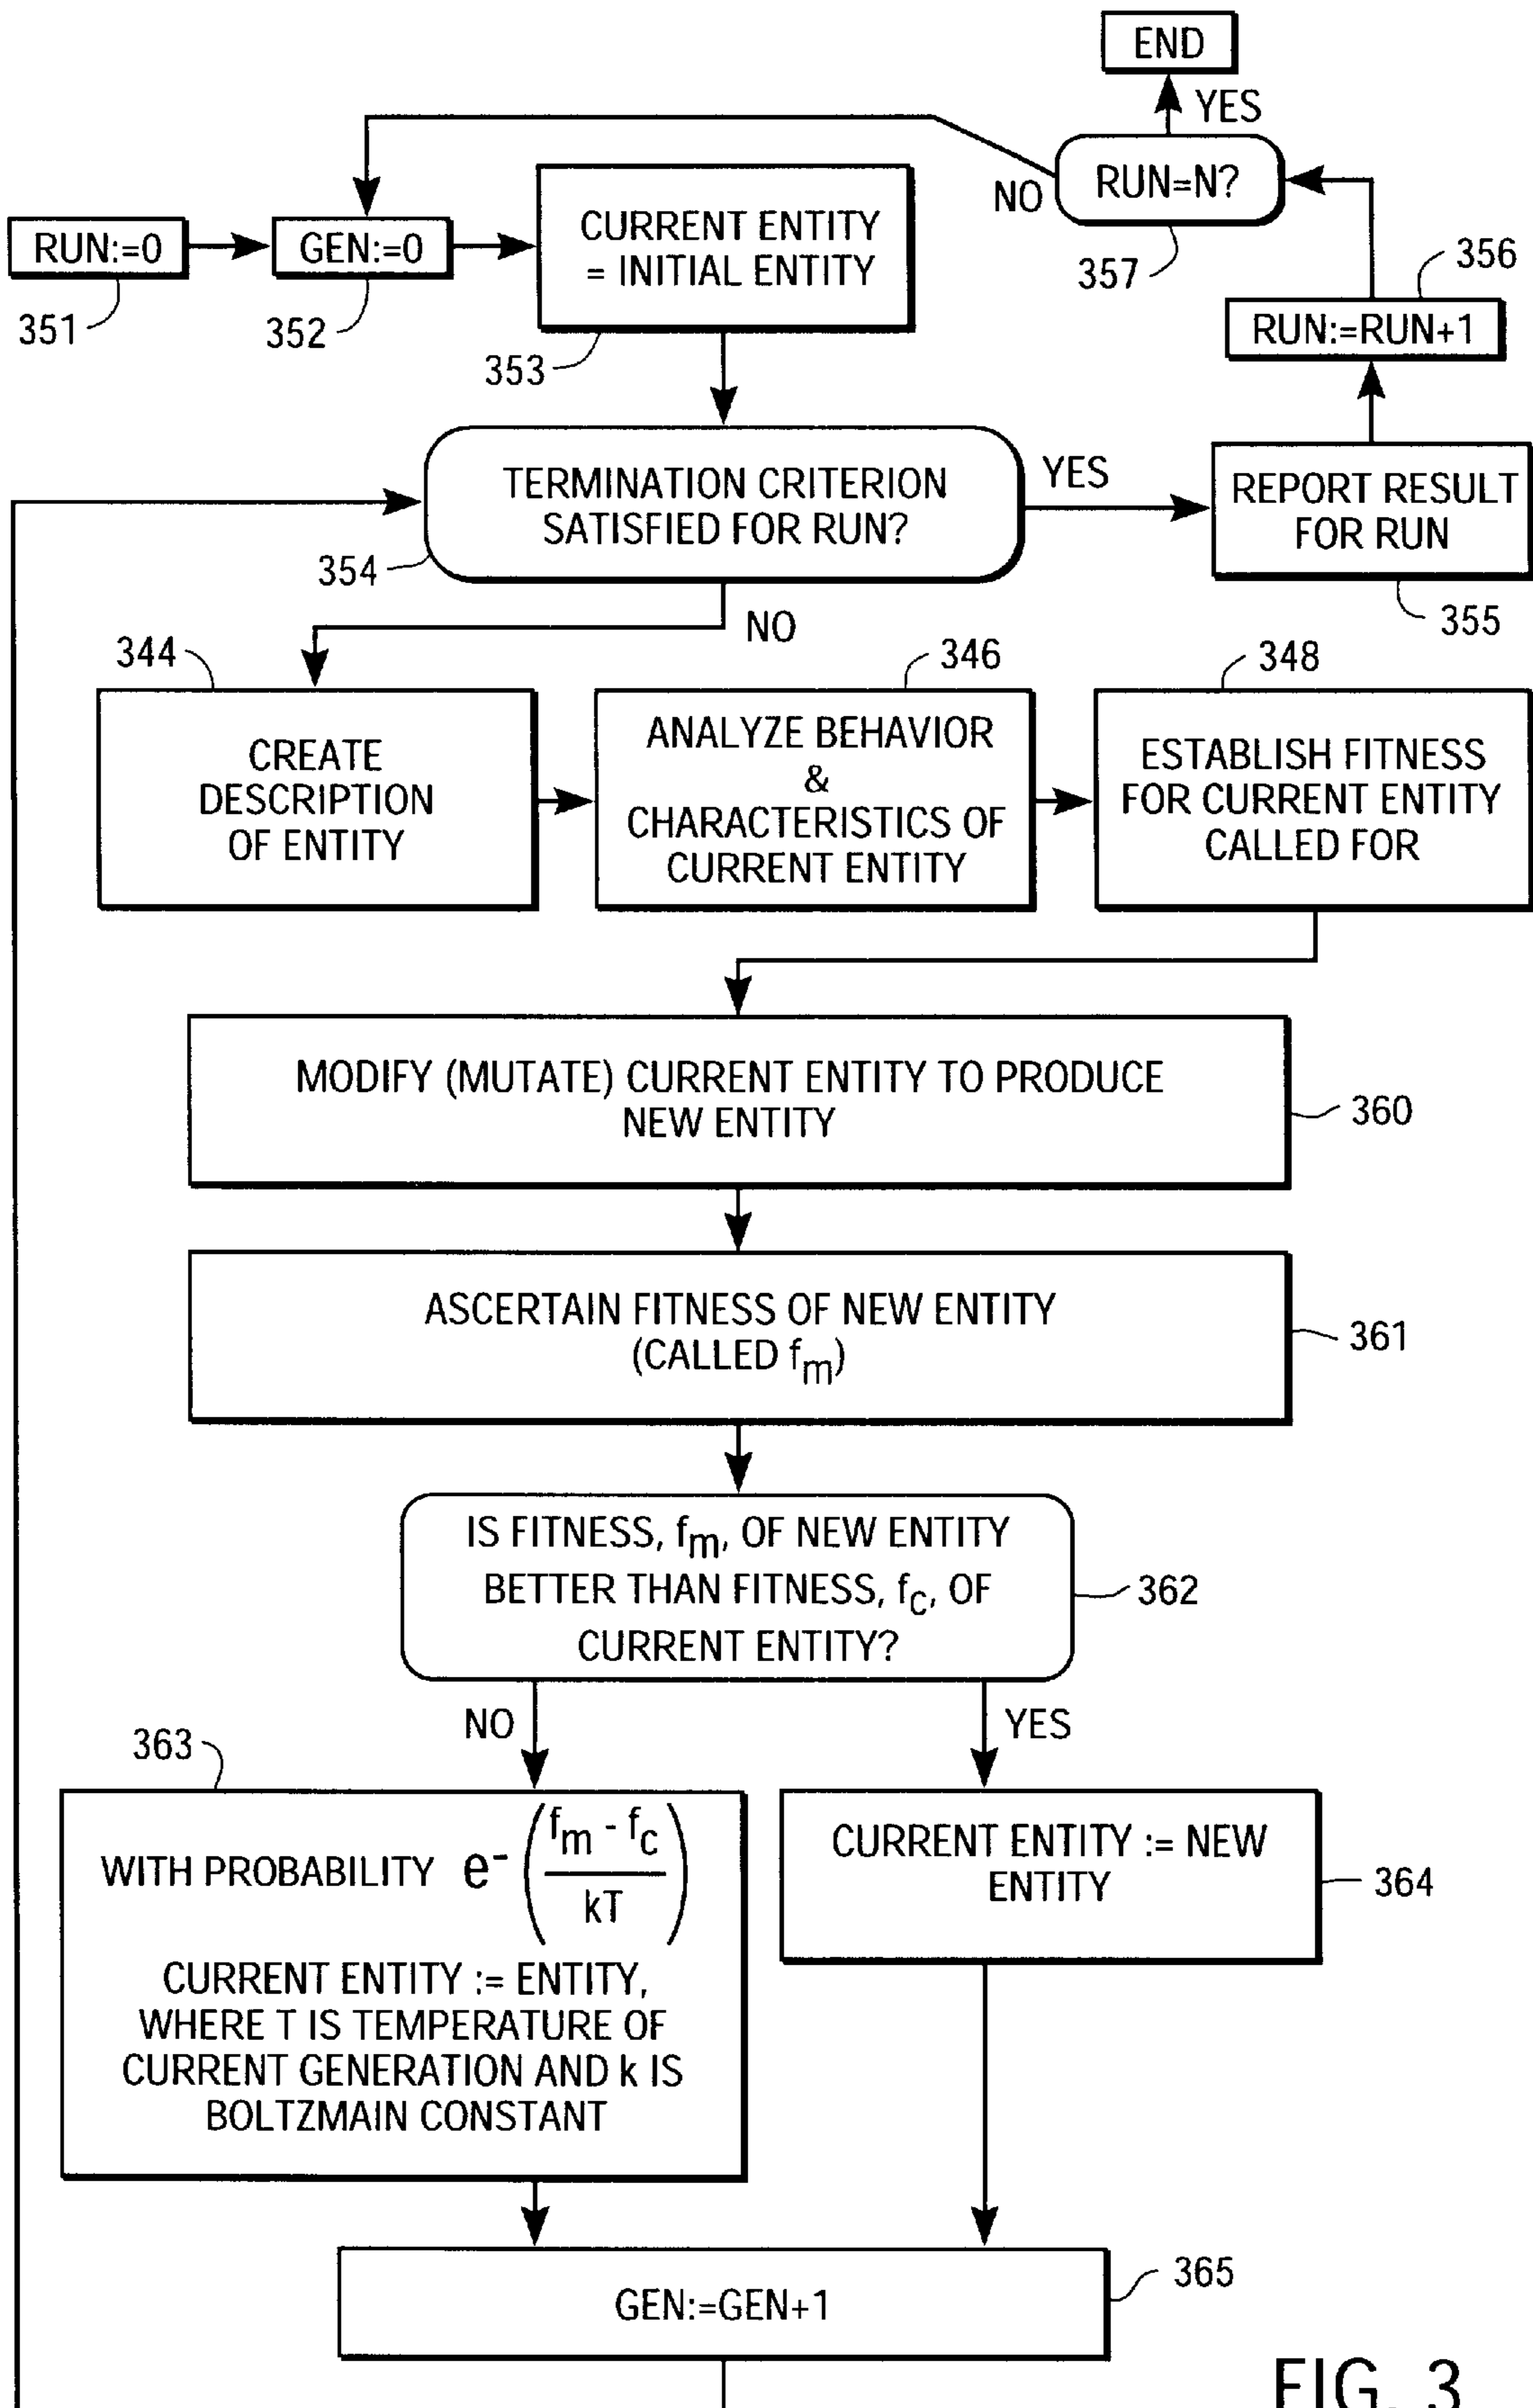 END
YES
RUN=N?
NO
357
RUN:=0
351
GEN:=0
352
CURRENT ENTITY
= INITIAL ENTITY
353
356
RUN:=RUN+1
TERMINATION CRITERION
SATISFIED FOR RUN?
354
YES
REPORT RESULT
FOR RUN
355
NO
344
CREATE
DESCRIPTION
OF ENTITY
346
ANALYZE BEHAVIOR
&
CHARACTERISTICS OF
CURRENT ENTITY
348
ESTABLISH FITNESS
FOR CURRENT ENTITY
CALLED FOR
MODIFY (MUTATE) CURRENT ENTITY TO PRODUCE
NEW ENTITY
360
ASCERTAIN FITNESS OF NEW ENTITY
(CALLED fm)
361
IS FITNESS, fm, OF NEW ENTITY
BETTER THAN FITNESS, fc, OF
CURRENT ENTITY?
362
NO
YES
363
WITH PROBABILITY e- (fm - fc / kT)
CURRENT ENTITY := ENTITY,
WHERE T IS TEMPERATURE OF
CURRENT GENERATION AND k IS
BOLTZMAIN CONSTANT
CURRENT ENTITY := NEW
ENTITY
364
GEN:=GEN+1
365
FIG. 3